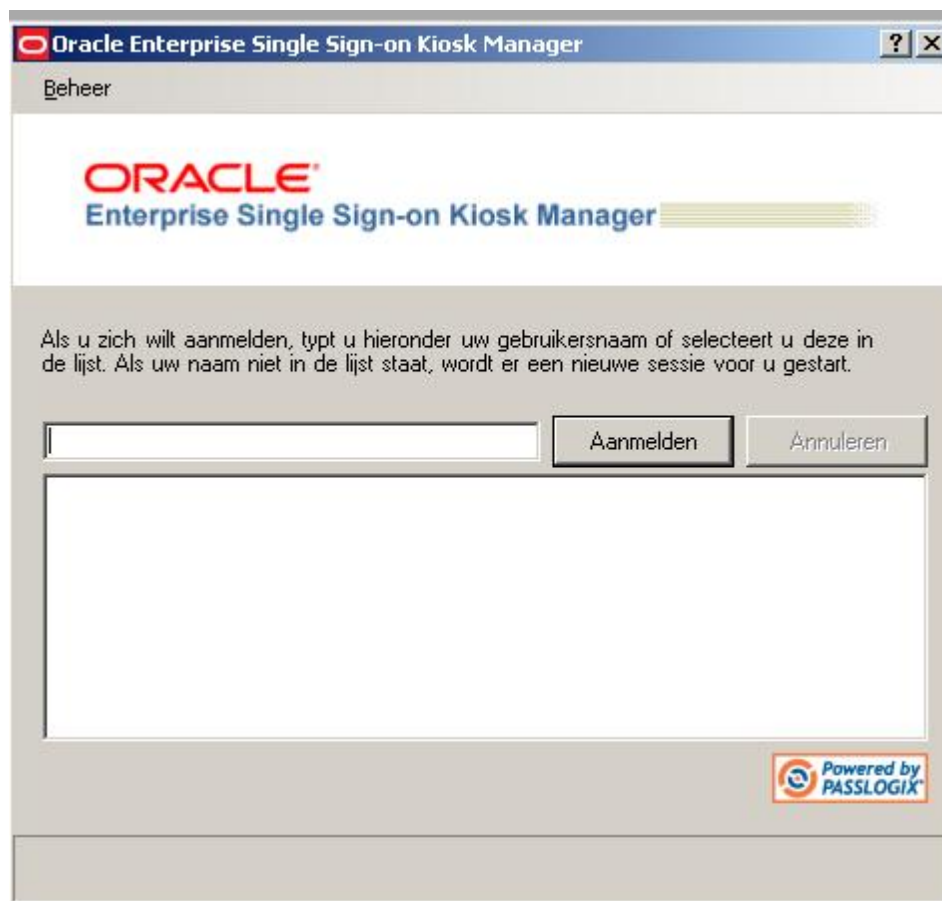 Oracle Enterprise Single Sign-on Kiosk Manager
Beheer
ORACLE
Enterprise Single Sign-on Kiosk Manager
Als u zich wilt aanmelden, typt u hieronder uw gebruikersnaam of selecteert u deze in
de lijst. Als uw naam niet in de lijst staat, wordt er een nieuwe sessie voor u gestart.
Aanmelden Annuleren
Powered by
PASSLOGIX